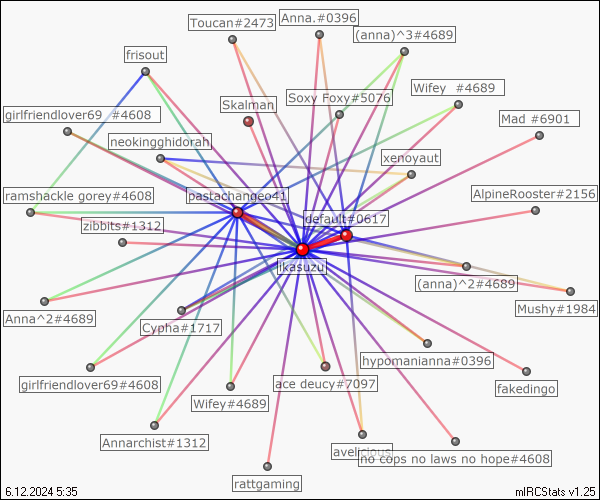 Toucan#2473
Anna.#0396
(anna)^3#4689
frisout
Skalman
Soxy Foxy#5076
Wifey  #4689
girlfriendlover69  #4608
Mad  #6901
neokingghidorah
xenoyaut
ramshackle gorey#4608
pastachangeo41
AlpineRooster#2156
zibbits#1312
default#0617
ikasuzu
(anna)^2#4689
Mushy#1984
Anna^2#4689
Cypha#1717
hypomanianna#0396
girlfriendlover69#4608
ace deucy#7097
fakedingo
Wifey#4689
Annarchist#1312
avelicious
no cops no laws no hope#4608
rattgaming
6.12.2024 5:35
mIRCStats v1.25